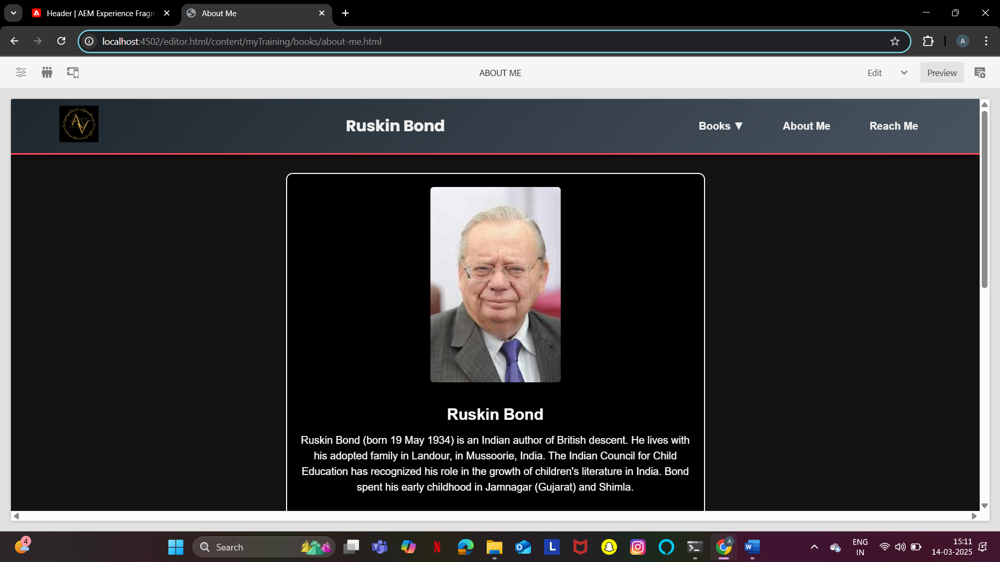 Header | AEM Experience Fragm
About Me
localhost:4502/editor.html/content/myTraining/books/about-me.html
A
ABOUT ME
Edit
Preview
AV
Ruskin Bond
Books ▼
About Me
Reach Me
Ruskin Bond
Ruskin Bond (born 19 May 1934) is an Indian author of British descent. He lives with
his adopted family in Landour, in Mussoorie, India. The Indian Council for Child
Education has recognized his role in the growth of children's literature in India. Bond
spent his early childhood in Jamnagar (Gujarat) and Shimla.
4
Search
N
L
A
W
ENG
IN
15:11
14-03-2025